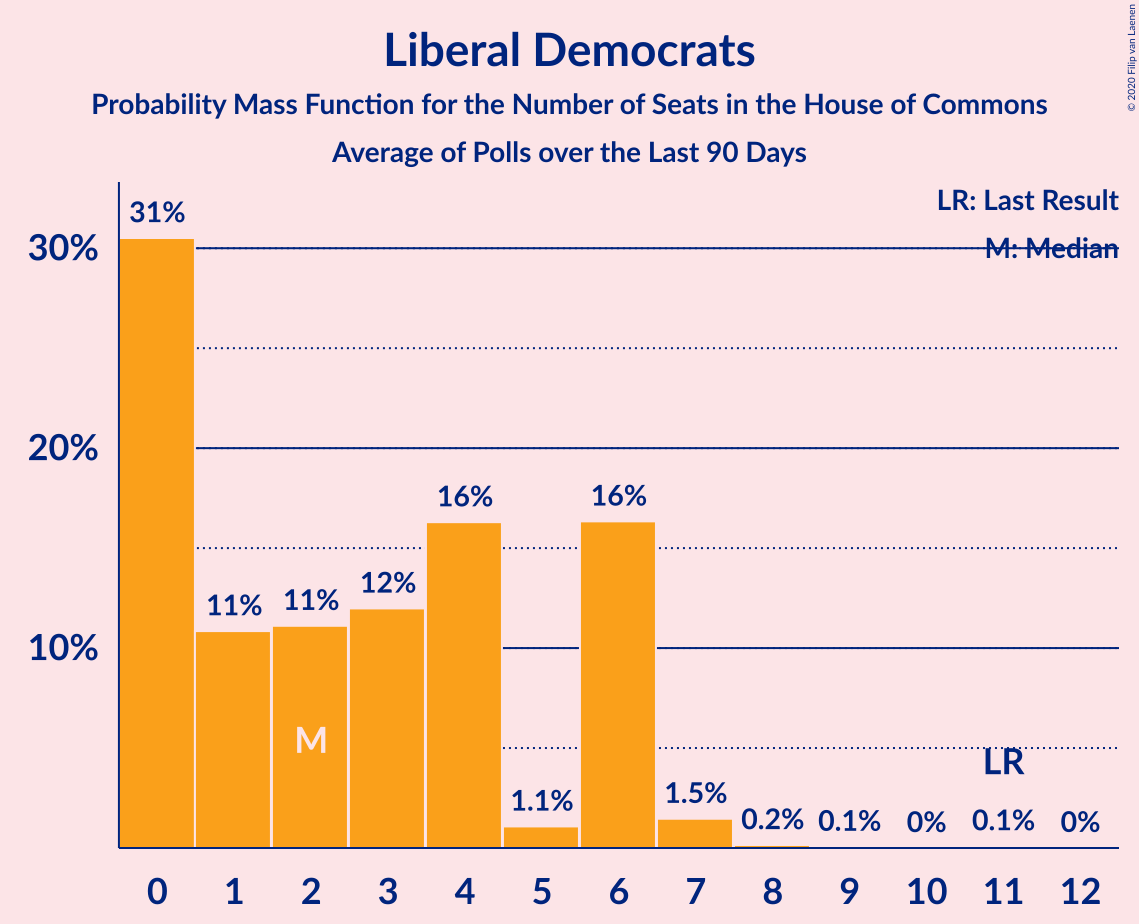 Liberal Democrats
Probability Mass Function for the Number of Seats in the House of Commons
Average of Polls over the Last 90 Days
© 2020 Filip van Laenen
LR: Last Result
M: Median
31%
30%
20%
16%
16%
12%
11%
11%
10%
M
LR
1.1%
1.5%
0.2%
0.1%
0%
0.1%
0%
0 1 2 3 4 5 6 7 8 9 10 11 12